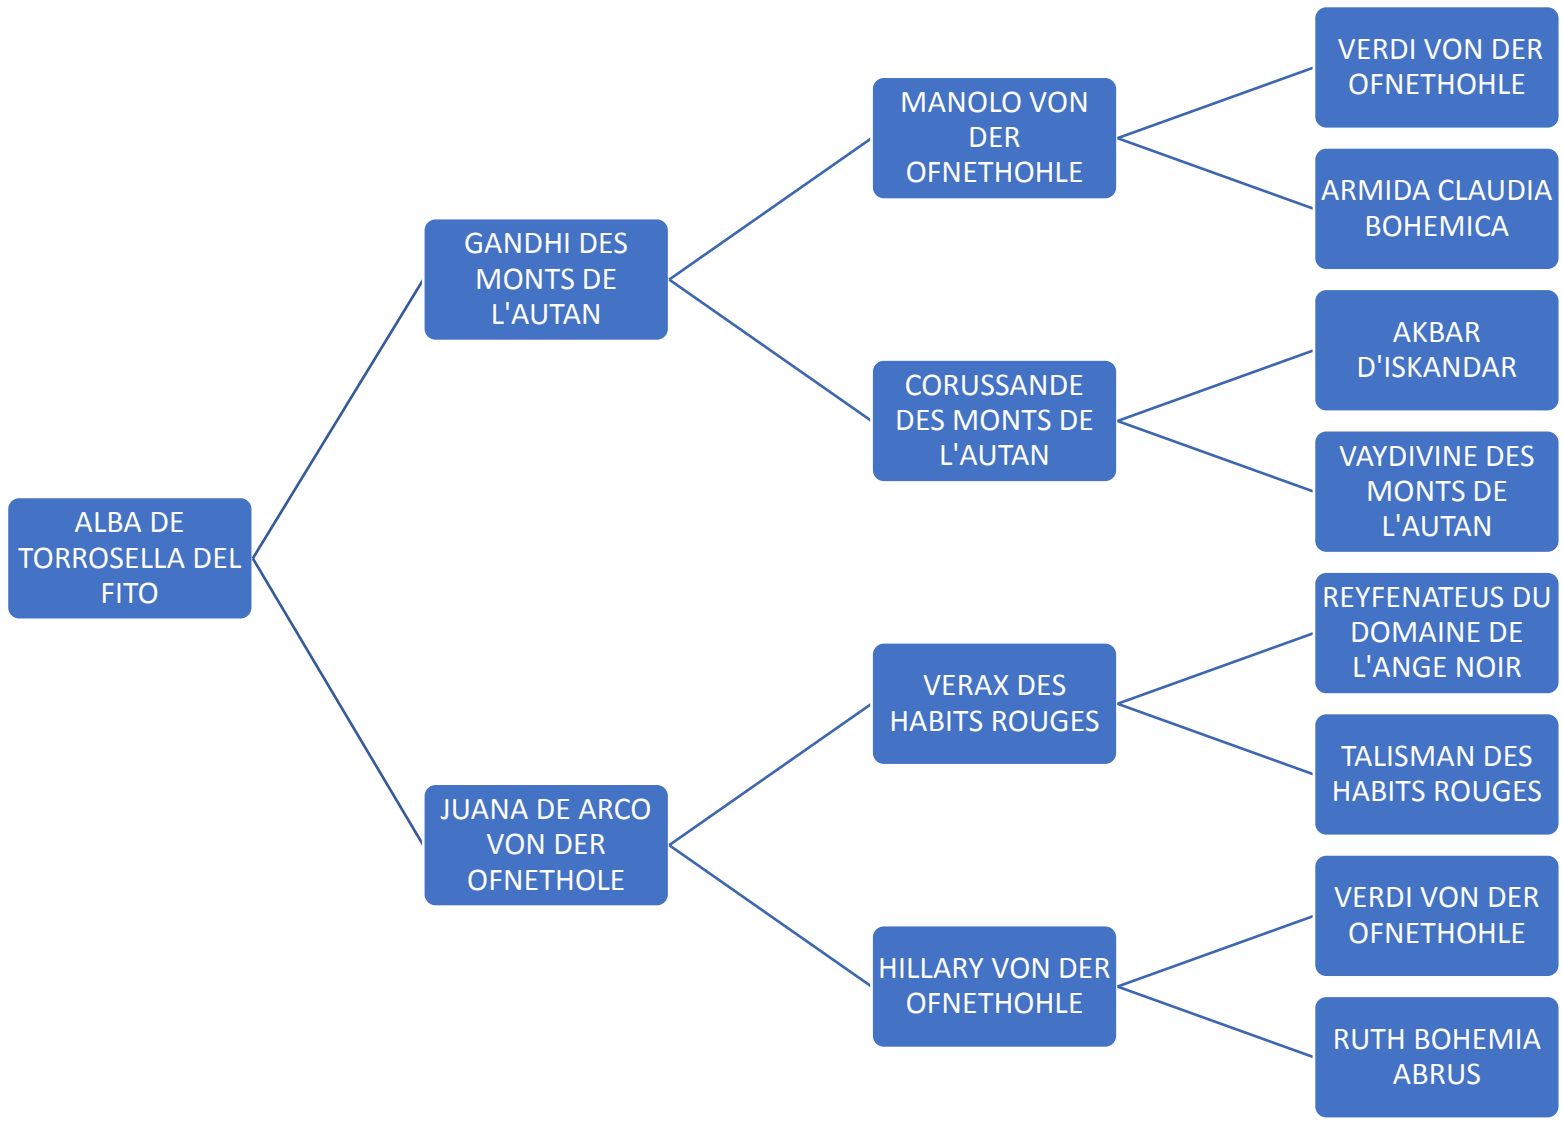 ALBA DE
TORROSELLA DEL
FITO
GANDHI DES
MONTS DE
L'AUTAN
MANOLO VON
DER
OFNETHOHLE
VERDI VON DER
OFNETHOHLE
ARMIDA CLAUDIA
BOHEMICA
CORUSSANDE
DES MONTS DE
L'AUTAN
AKBAR
D'ISKANDAR
VAYDIVINE DES
MONTS DE
L'AUTAN
JUANA DE ARCO
VON DER
OFNETHOLE
VERAX DES
HABITS ROUGES
REYFENATEUS DU
DOMAINE DE
L'ANGE NOIR
TALISMAN DES
HABITS ROUGES
HILLARY VON DER
OFNETHOHLE
VERDI VON DER
OFNETHOHLE
RUTH BOHEMIA
ABRUS